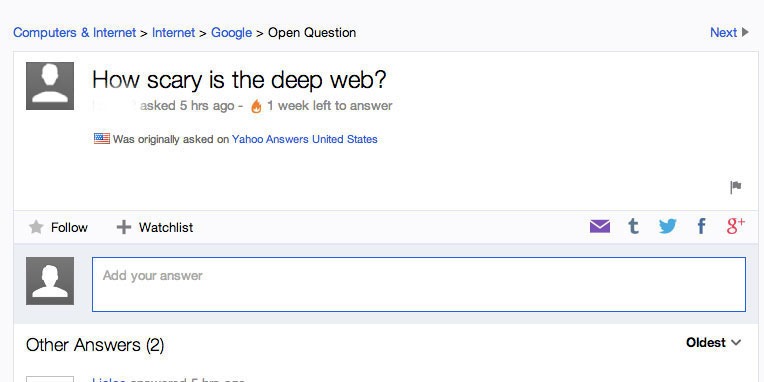 Computers & Internet > Internet > Google > Open Question
Next
How scary is the deep web?
asked 5 hrs ago - 1 week left to answer
Was originally asked on Yahoo Answers United States
Follow
Watchlist
t
f
g+
Add your answer
Other Answers (2)
Oldest
answered 5 hrs ago